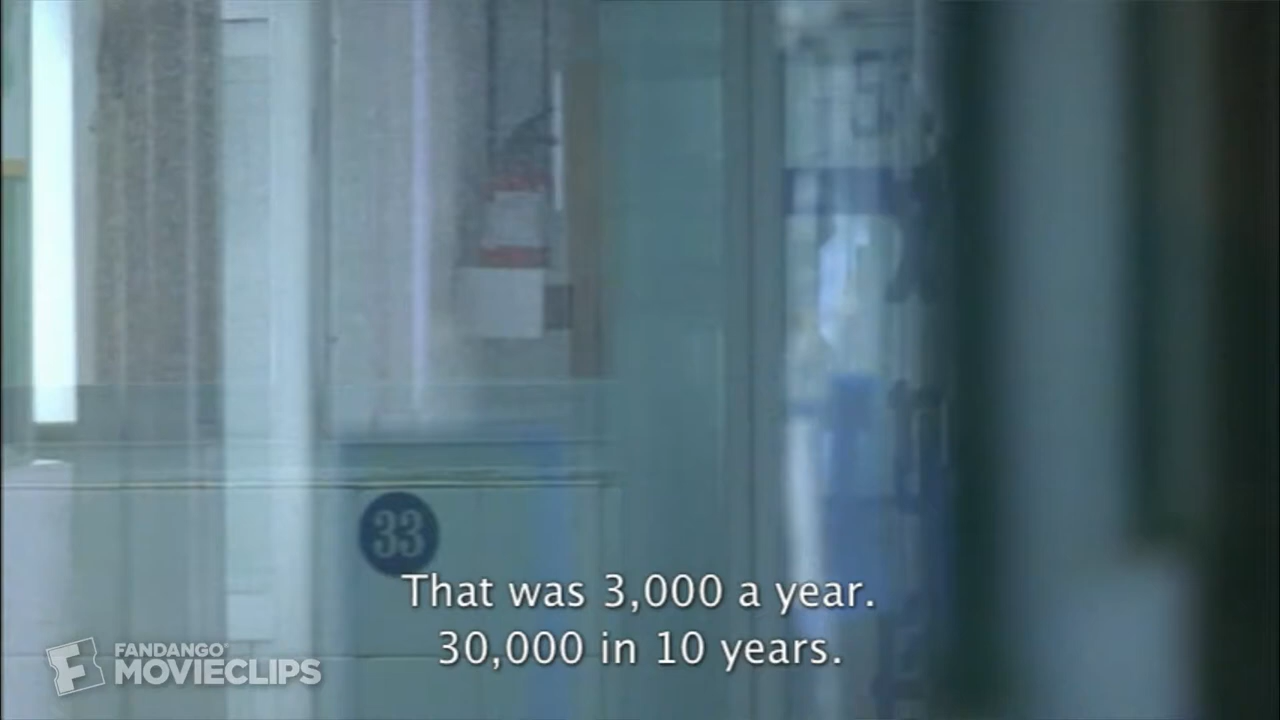 33
That was 3,000 a year.
30,000 in 10 years.
FANDANGO
MOVIECLIPS